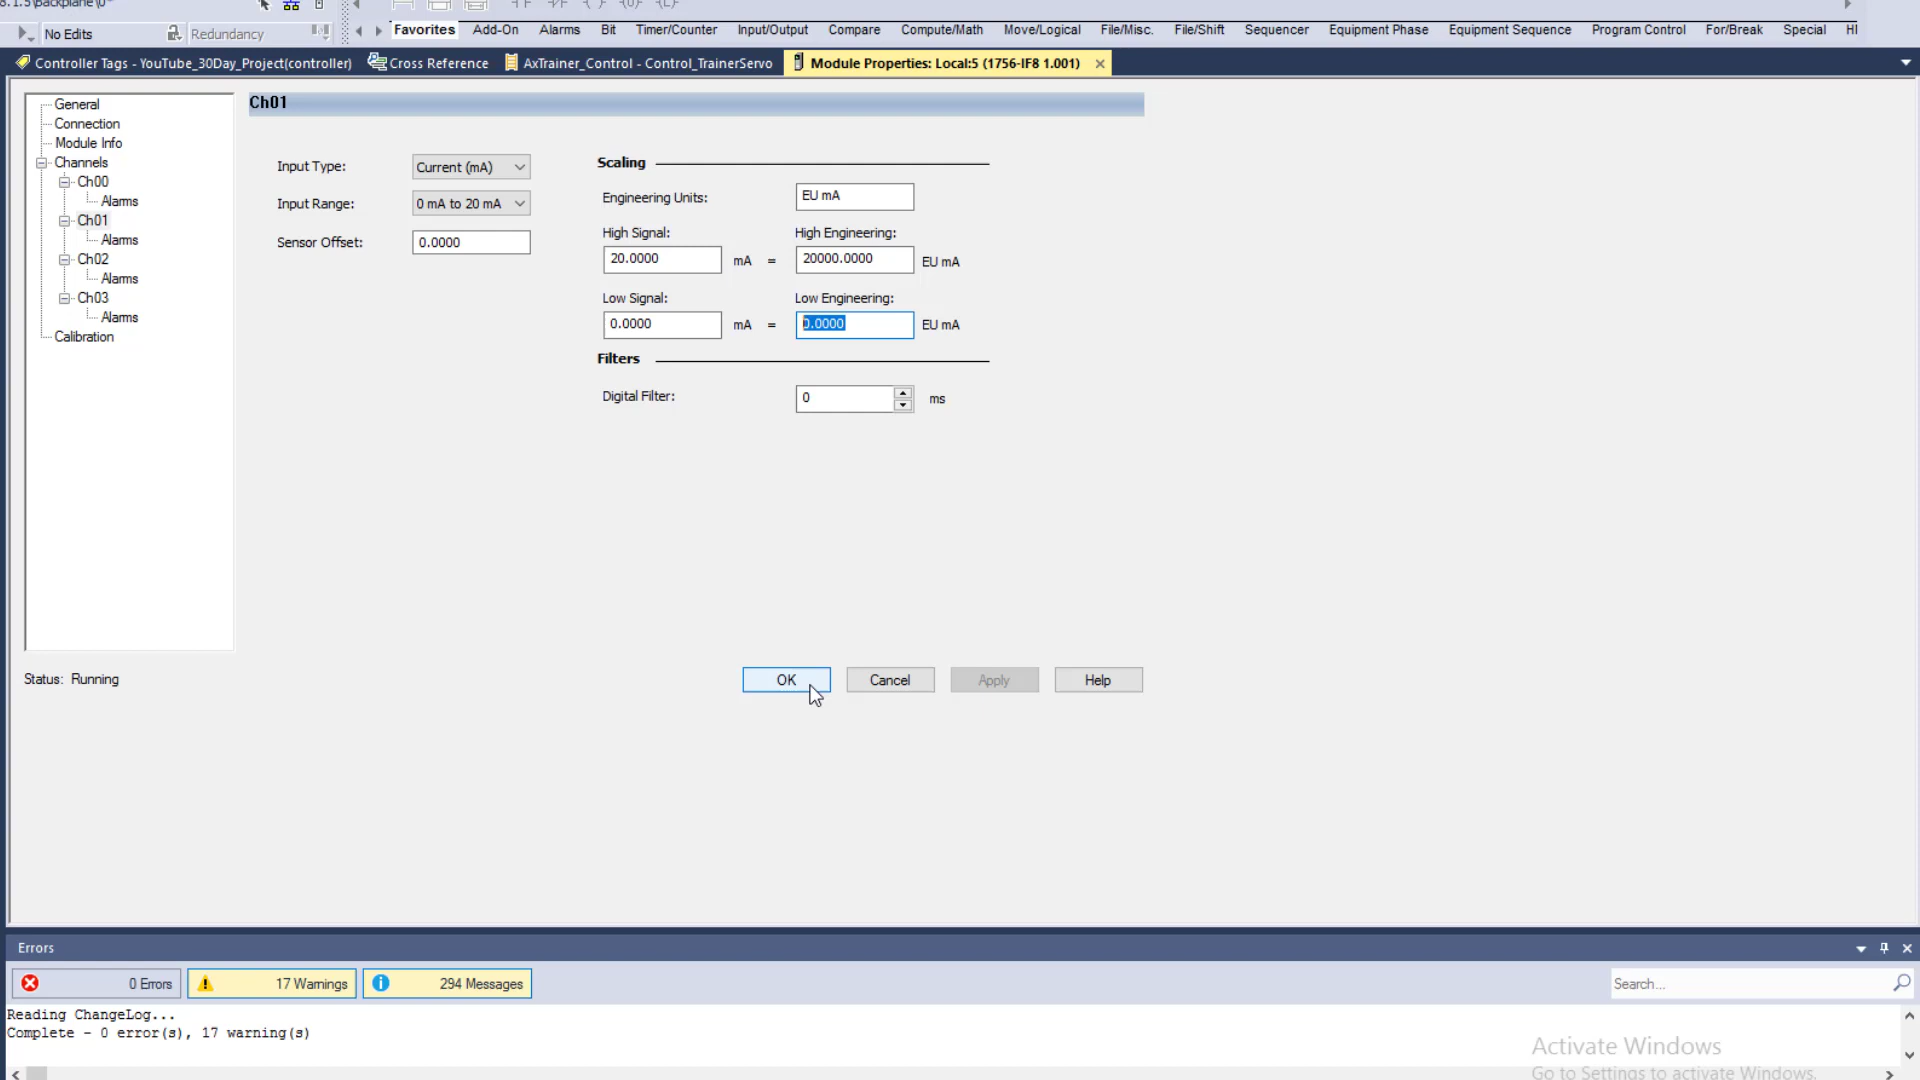 8.1.5\Backplane\0*
No Edits Redundancy
Favorites Add-On Alarms Bit Timer/Counter Input/Output Compare Compute/Math Move/Logical File/Misc. File/Shift Sequencer Equipment Phase Equipment Sequence Program Control For/Break Special HI
Controller Tags - YouTube_30Day_Project(controller) Cross Reference AxTrainer_Control - Control_TrainerServo Module Properties: Local:5 (1756-IF8 1.001)
General
Connection
Module Info
Channels
Ch00
Alarms
Ch01
Alarms
Ch02
Alarms
Ch03
Alarms
Calibration
Ch01
Input Type: Current (mA)
Input Range: 0 mA to 20 mA
Sensor Offset: 0.0000
Scaling
Engineering Units: EU mA
High Signal: High Engineering:
20.0000 mA = 20000.0000 EU mA
Low Signal: Low Engineering:
0.0000 mA = 0.0000 EU mA
Filters
Digital Filter: 0 ms
Status: Running
OK Cancel Apply Help
Errors
0 Errors 17 Warnings 294 Messages Search...
Reading ChangeLog...
Complete - 0 error(s), 17 warning(s)
Activate Windows
Go to Settings to activate Windows.